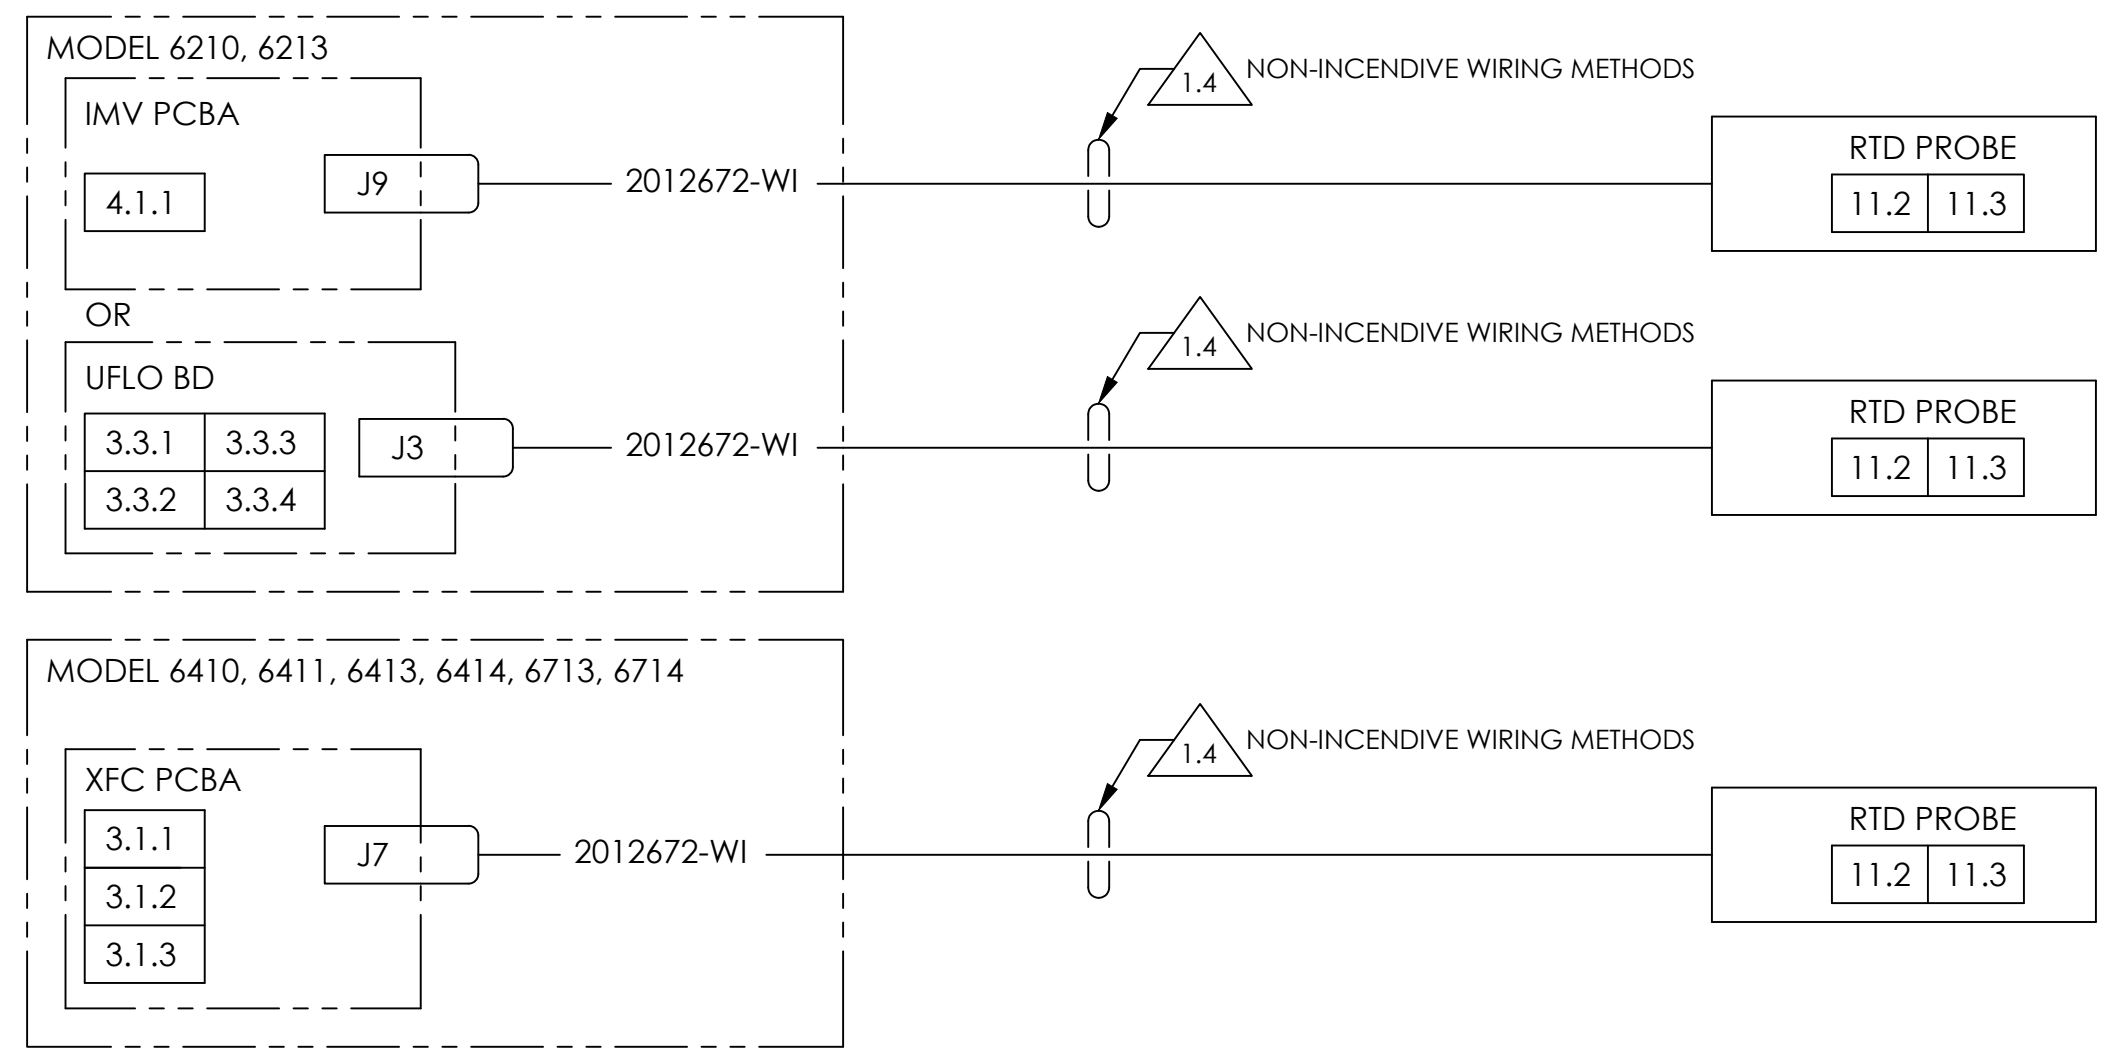 MODEL 6210, 6213
IMV PCBA
4.1.1
J9
2012672-WI
1.4
NON-INCENDIVE WIRING METHODS
RTD PROBE
11.2 11.3
OR
UFLO BD
3.3.1 3.3.3
3.3.2 3.3.4
J3
2012672-WI
1.4
NON-INCENDIVE WIRING METHODS
RTD PROBE
11.2 11.3
MODEL 6410, 6411, 6413, 6414, 6713, 6714
XFC PCBA
3.1.1
3.1.2
3.1.3
J7
2012672-WI
1.4
NON-INCENDIVE WIRING METHODS
RTD PROBE
11.2 11.3